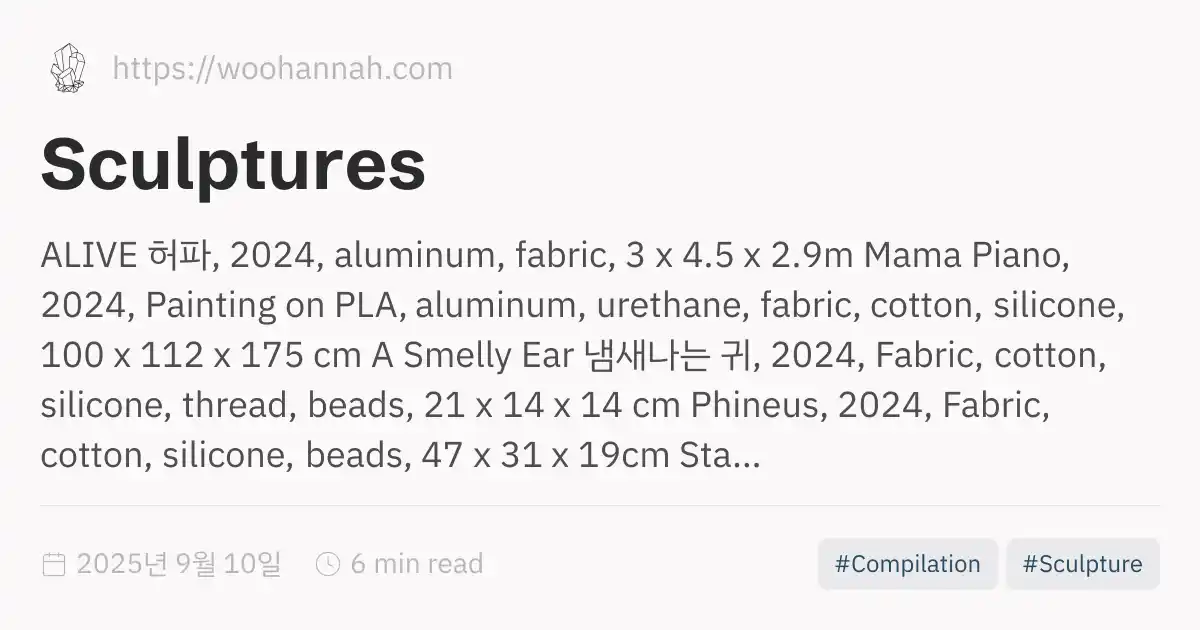 https://woohannah.com
Sculptures
ALIVE 허파, 2024, aluminum, fabric, 3 x 4.5 x 2.9m Mama Piano,
2024, Painting on PLA, aluminum, urethane, fabric, cotton, silicone,
100 x 112 x 175 cm A Smelly Ear 냄새나는 귀, 2024, Fabric, cotton,
silicone, thread, beads, 21 x 14 x 14 cm Phineus, 2024, Fabric,
cotton, silicone, beads, 47 x 31 x 19cm Sta...
2025년 9월 10일 6 min read #Compilation #Sculpture